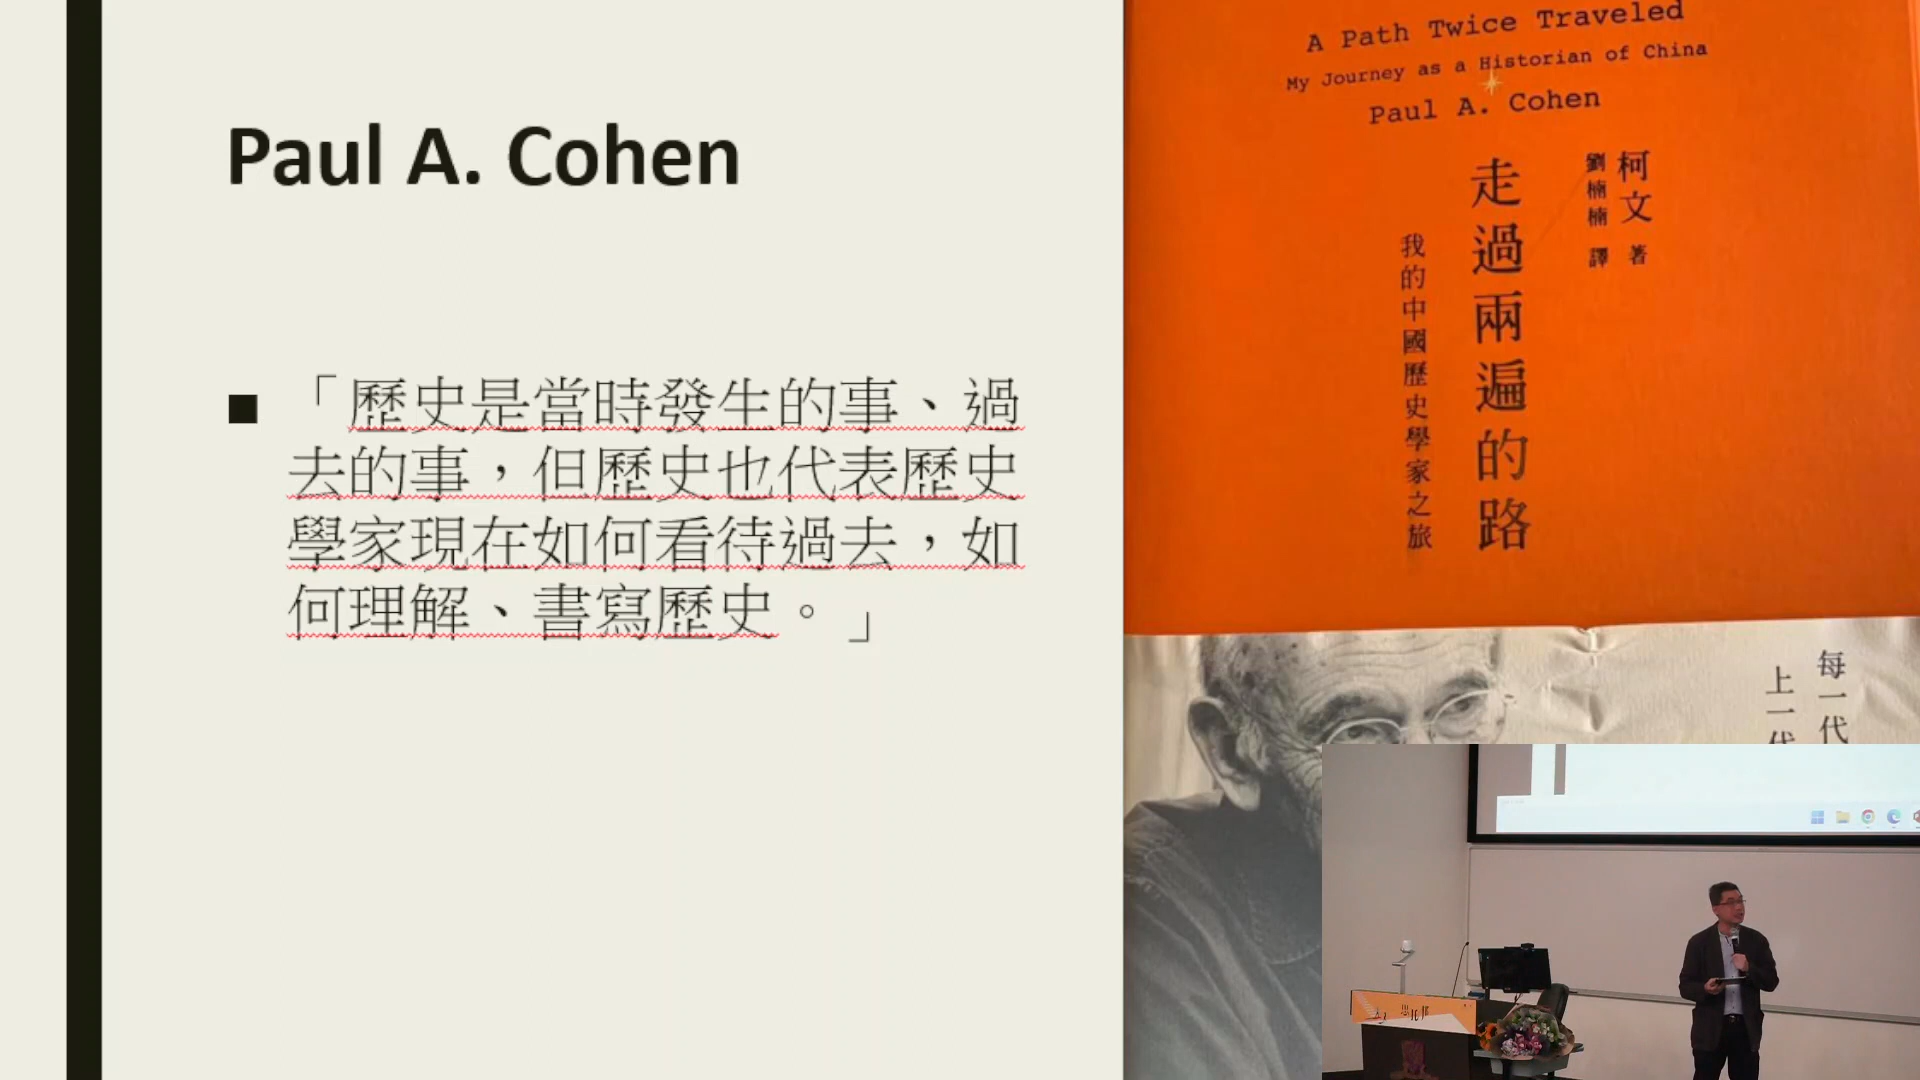 Paul A. Cohen
■ 「歷史是當時發生的事、過
去的事，但歷史也代表歷史
學家現在如何看待過去，如
何理解、書寫歷史。」
A Path Twice Traveled
My Journey as a Historian of China
Paul A. Cohen
柯文 著
劉楠楠 譯
走過兩遍的路
我的中國歷史學家之旅
每一代
上一代